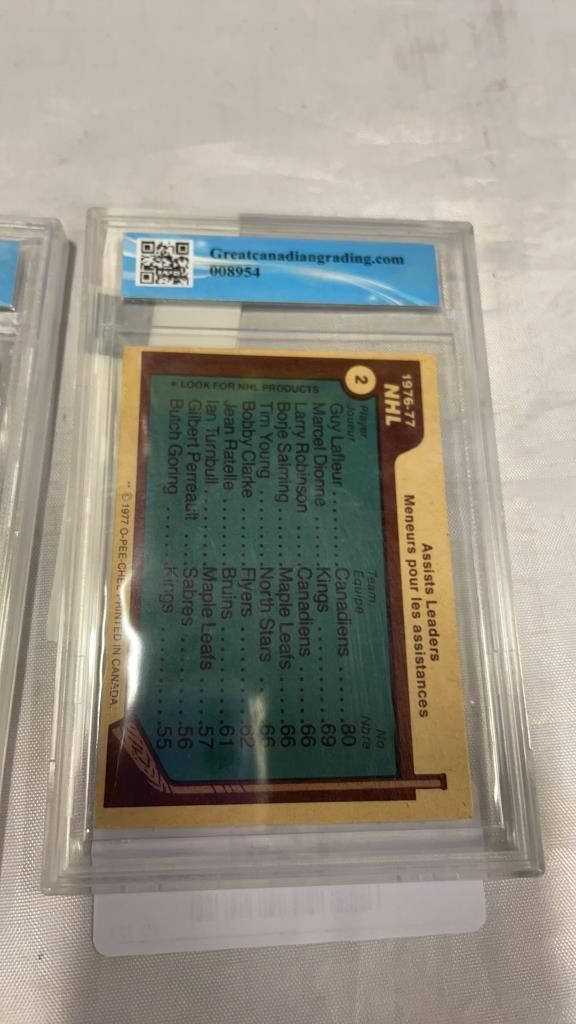 Greatcanadiangrading.com
008954
1976-77
NHL
Assists Leaders
Meneurs pour les assistances
2
Player Team No
Joueur Equipe Nbre
Guy Lafleur.......Canadiens.......80
Marcel Dionne.....Kings.......69
Larry Robinson....Canadiens......66
Borje Salming.....Maple Leafs....66
Tim Young.......North Stars....66
Bobby Clarke......Flyers.......62
Jean Ratelle......Bruins.......61
Ian Turnbull......Maple Leafs....57
Gilbert Perreault....Sabres......56
Butch Goring......Kings.......55
* LOOK FOR NHL PRODUCTS
** © 1977 O-PEE-CHEE PRINTED IN CANADA